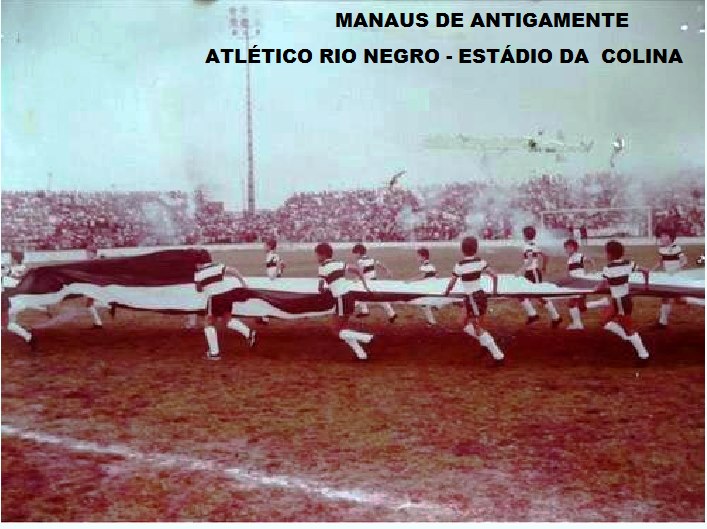 MANAUS DE ANTIGAMENTE
ATLÉTICO RIO NEGRO - ESTÁDIO DA COLINA